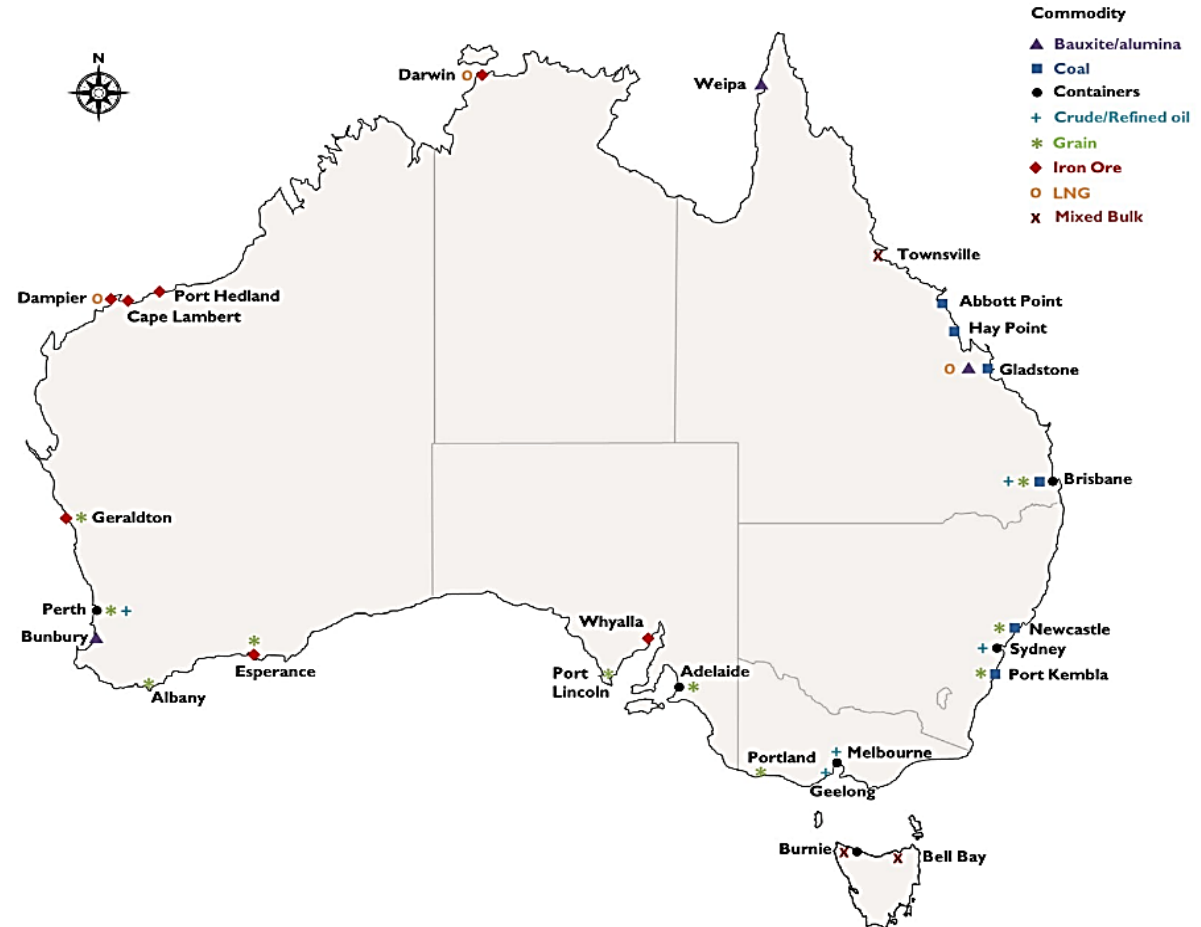 Commodity
Bauxite/alumina
Coal
Containers
Crude/Refined oil
Grain
Iron Ore
LNG
Mixed Bulk
N
Darwin
Weipa
Townsville
Dampier
Port Hedland
Cape Lambert
Abbott Point
Hay Point
Gladstone
Brisbane
Geraldton
Perth
Bunbury
Esperance
Albany
Whyalla
Port
Lincoln
Adelaide
Newcastle
Sydney
Port Kembla
Portland
Melbourne
Geelong
Burnie
Bell Bay